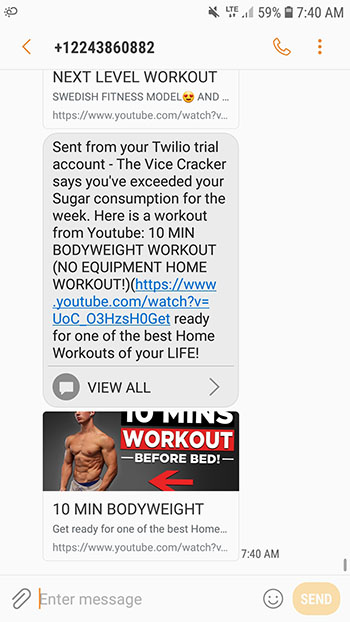 LTE 59% 7:40 AM
+12243860882
NEXT LEVEL WORKOUT
SWEDISH FITNESS MODEL😍 AND ...
https://www.youtube.com/watch?v...
Sent from your Twilio trial
account - The Vice Cracker
says you've exceeded your
Sugar consumption for the
week. Here is a workout
from Youtube: 10 MIN
BODYWEIGHT WORKOUT
(NO EQUIPMENT HOME
WORKOUT!)(https://www
.youtube.com/watch?v=
UoC_O3HzsH0Get ready
for one of the best Home
Workouts of your LIFE!
VIEW ALL
10 MINS
WORKOUT
—BEFORE BED!—
10 MIN BODYWEIGHT
Get ready for one of the best Home...
https://www.youtube.com/watch?v...
7:40 AM
Enter message
SEND